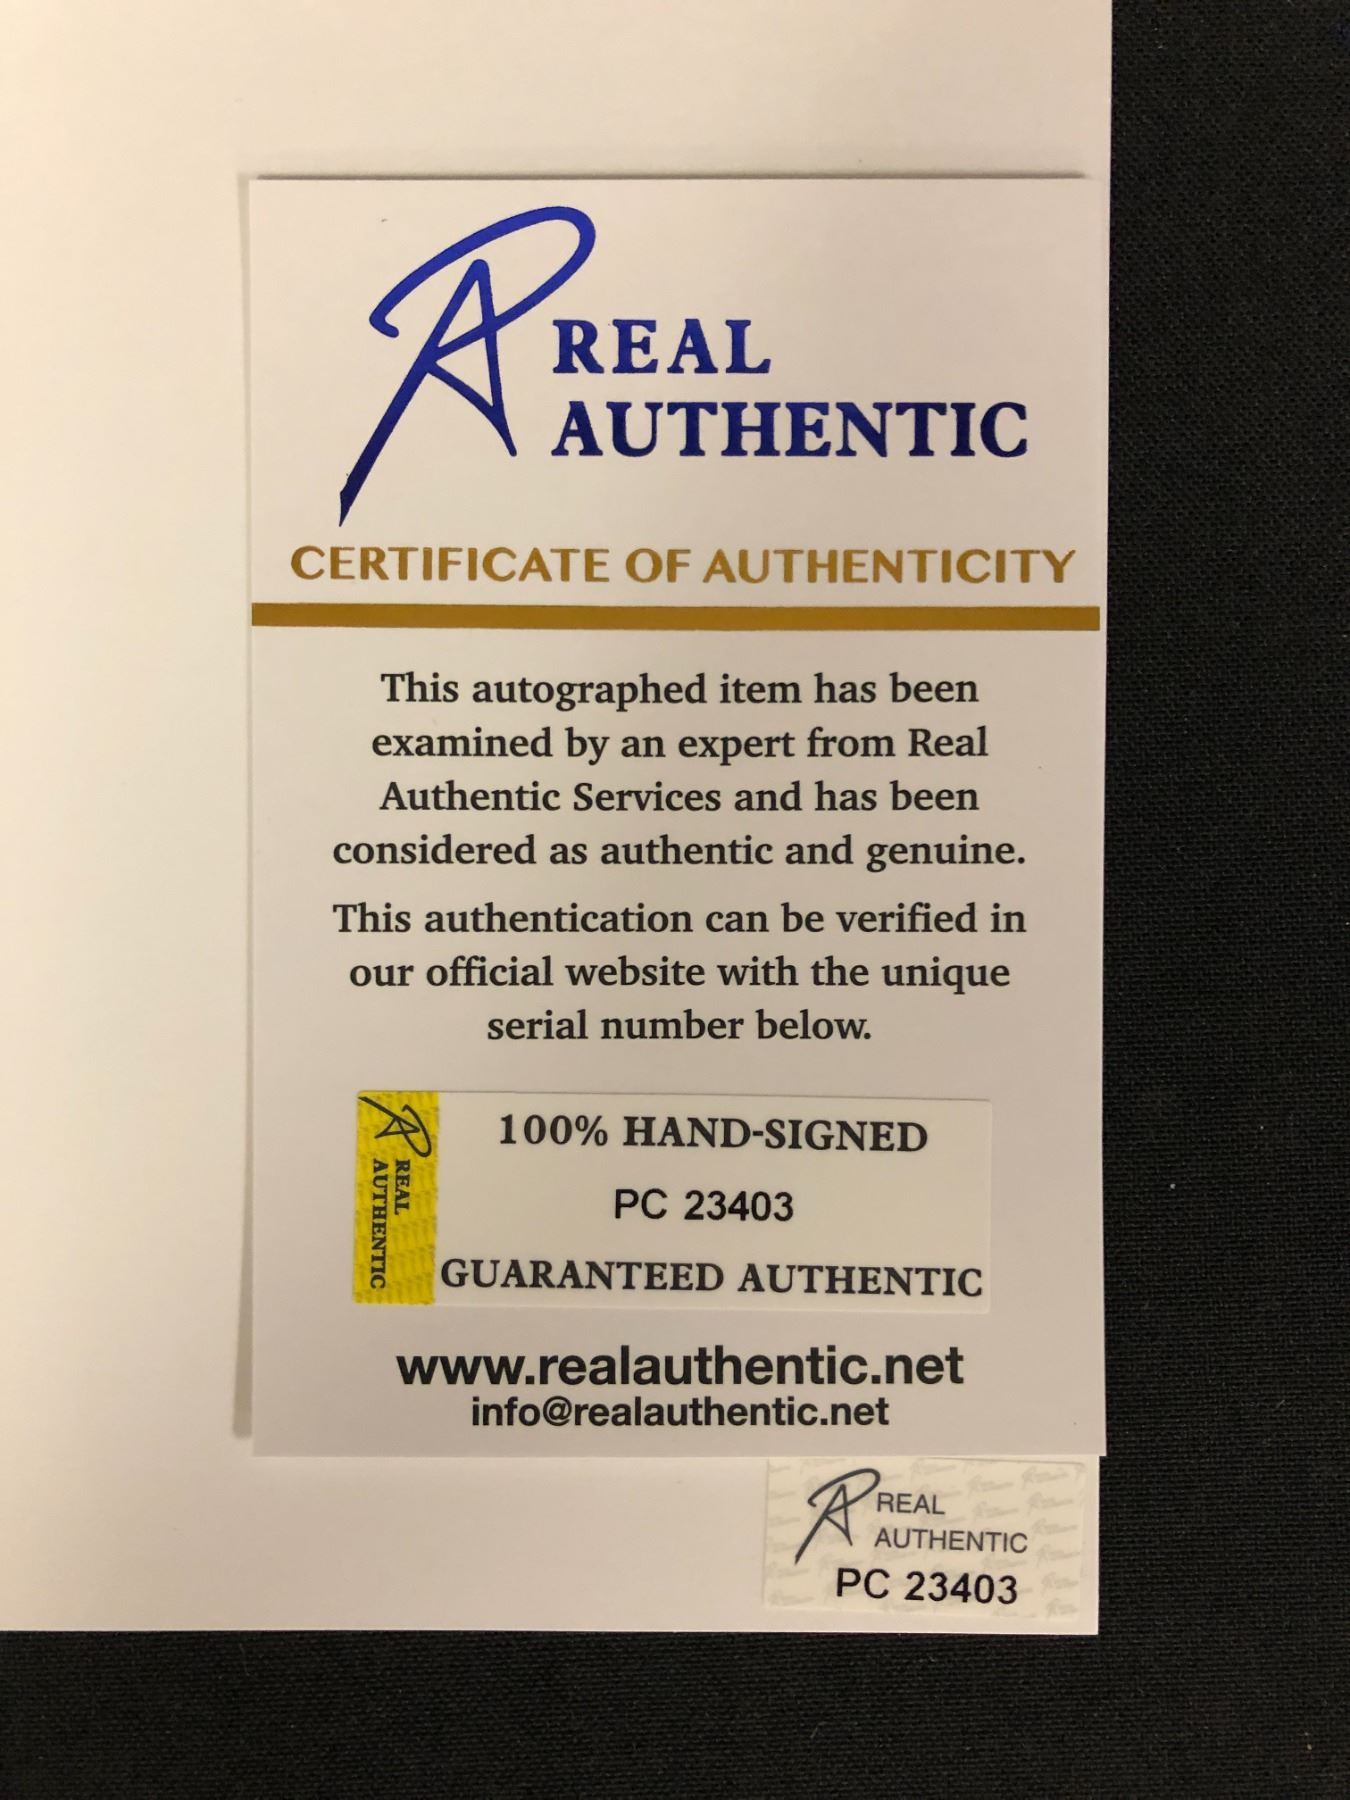 REAL
AUTHENTIC
CERTIFICATE OF AUTHENTICITY
This autographed item has been
examined by an expert from Real
Authentic Services and has been
considered as authentic and genuine.
This authentication can be verified in
our official website with the unique
serial number below.
REAL
AUTHENTIC
100% HAND-SIGNED
PC 23403
GUARANTEED AUTHENTIC
www.realauthentic.net
info@realauthentic.net
REAL
AUTHENTIC
PC 23403